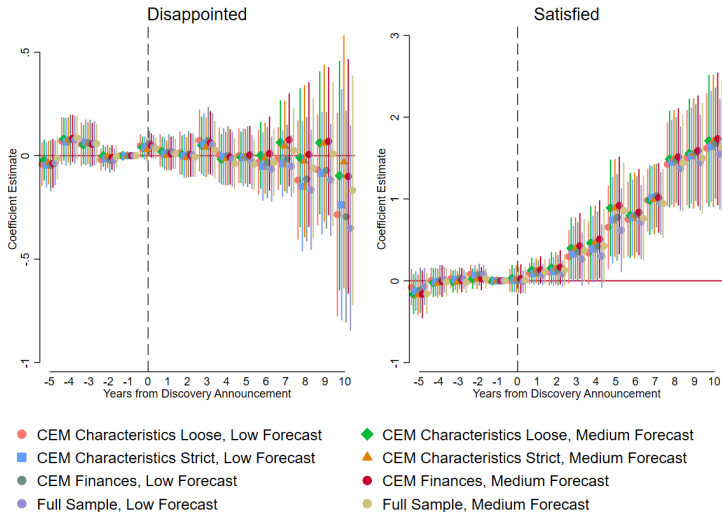 Disappointed
Coefficient Estimate
.5
0
-.5
-1
-5 -4 -3 -2 -1 0 1 2 3 4 5 6 7 8 9 10
Years from Discovery Announcement
Satisfied
Coefficient Estimate
3
2
1
0
-1
-5 -4 -3 -2 -1 0 1 2 3 4 5 6 7 8 9 10
Years from Discovery Announcement
CEM Characteristics Loose, Low Forecast
CEM Characteristics Loose, Medium Forecast
CEM Characteristics Strict, Low Forecast
CEM Characteristics Strict, Medium Forecast
CEM Finances, Low Forecast
CEM Finances, Medium Forecast
Full Sample, Low Forecast
Full Sample, Medium Forecast